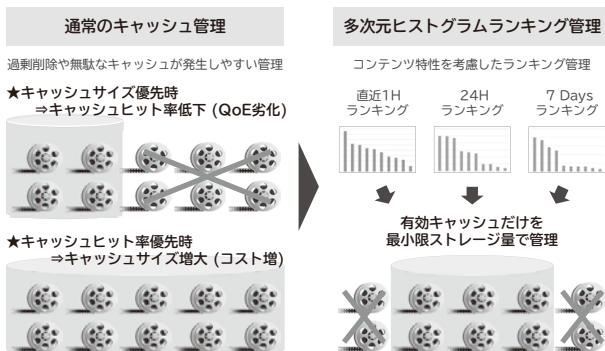 通常のキャッシュ管理
過剰削除や無駄なキャッシュが発生しやすい管理
★キャッシュサイズ優先時
⇒キャッシュヒット率低下 (QoE劣化)
★キャッシュヒット率優先時
⇒キャッシュサイズ増大 (コスト増)
多次元ヒストグラムランキング管理
コンテンツ特性を考慮したランキング管理
直近1H
ランキング
24H
ランキング
7 Days
ランキング
有効キャッシュだけを
最小限ストレージ量で管理